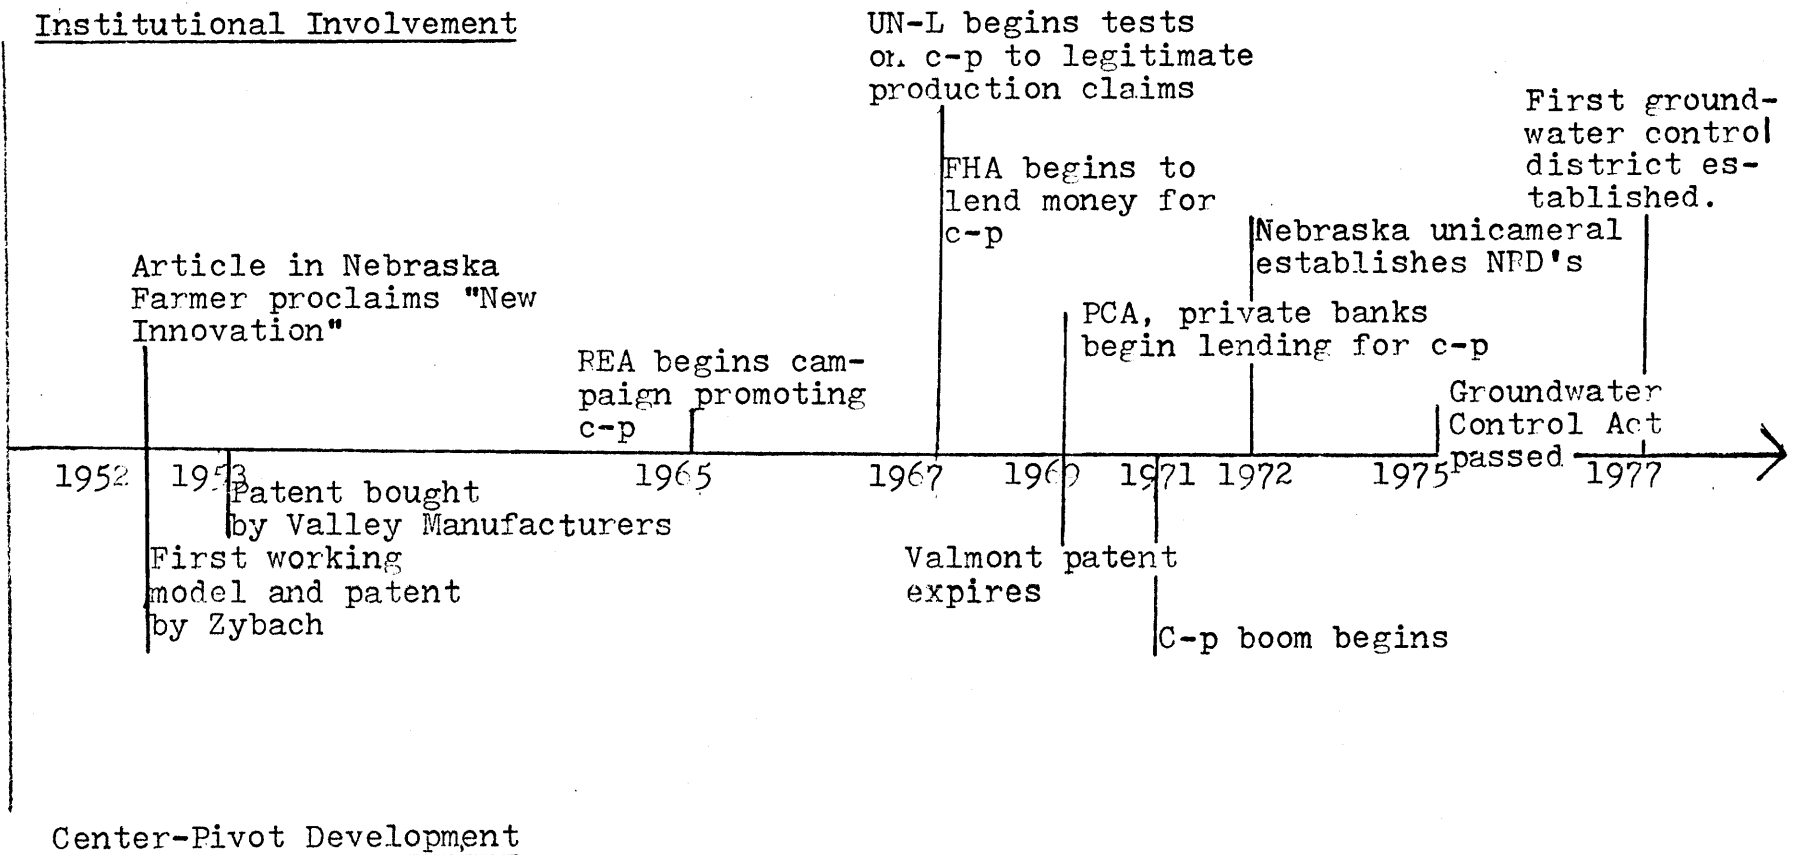 Institutional Involvement
UN-L begins tests
on c-p to legitimate
production claims
First ground-
water control
district es-
tablished.
FHA begins to
lend money for
c-p
Nebraska unicameral
establishes NRD's
Article in Nebraska
Farmer proclaims "New
Innovation"
PCA, private banks
begin lending for c-p
REA begins cam-
paign promoting
c-p
Groundwater
Control Act
passed
1952 1953 1965 1967 1969 1971 1972 1975 1977
Patent bought
by Valley Manufacturers
First working
model and patent
by Zybach
Valmont patent
expires
C-p boom begins
Center-Pivot Development